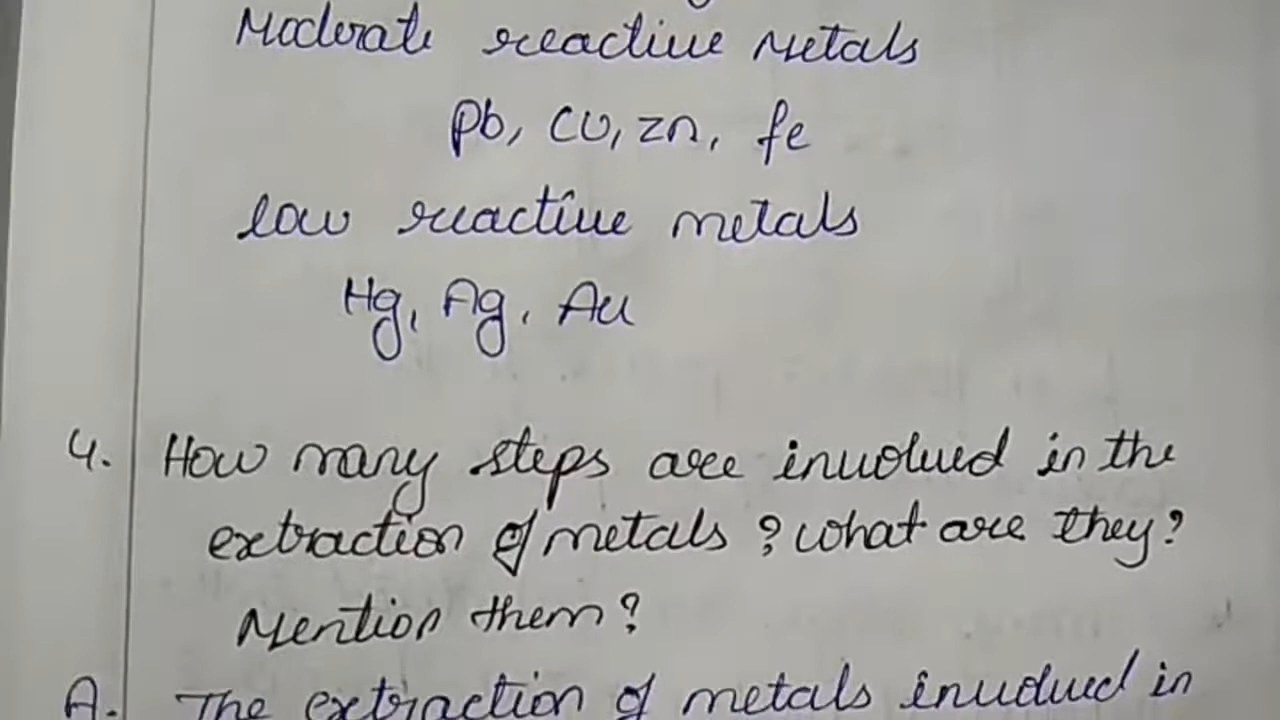 Moderate reactive Metals
Pb, CU, zn, fe
low reactive metals
Hg, Ag, Au
4. How many steps are involved in the
extraction of metals ? what are they?
Mention them?
A. The extraction of metals involved in